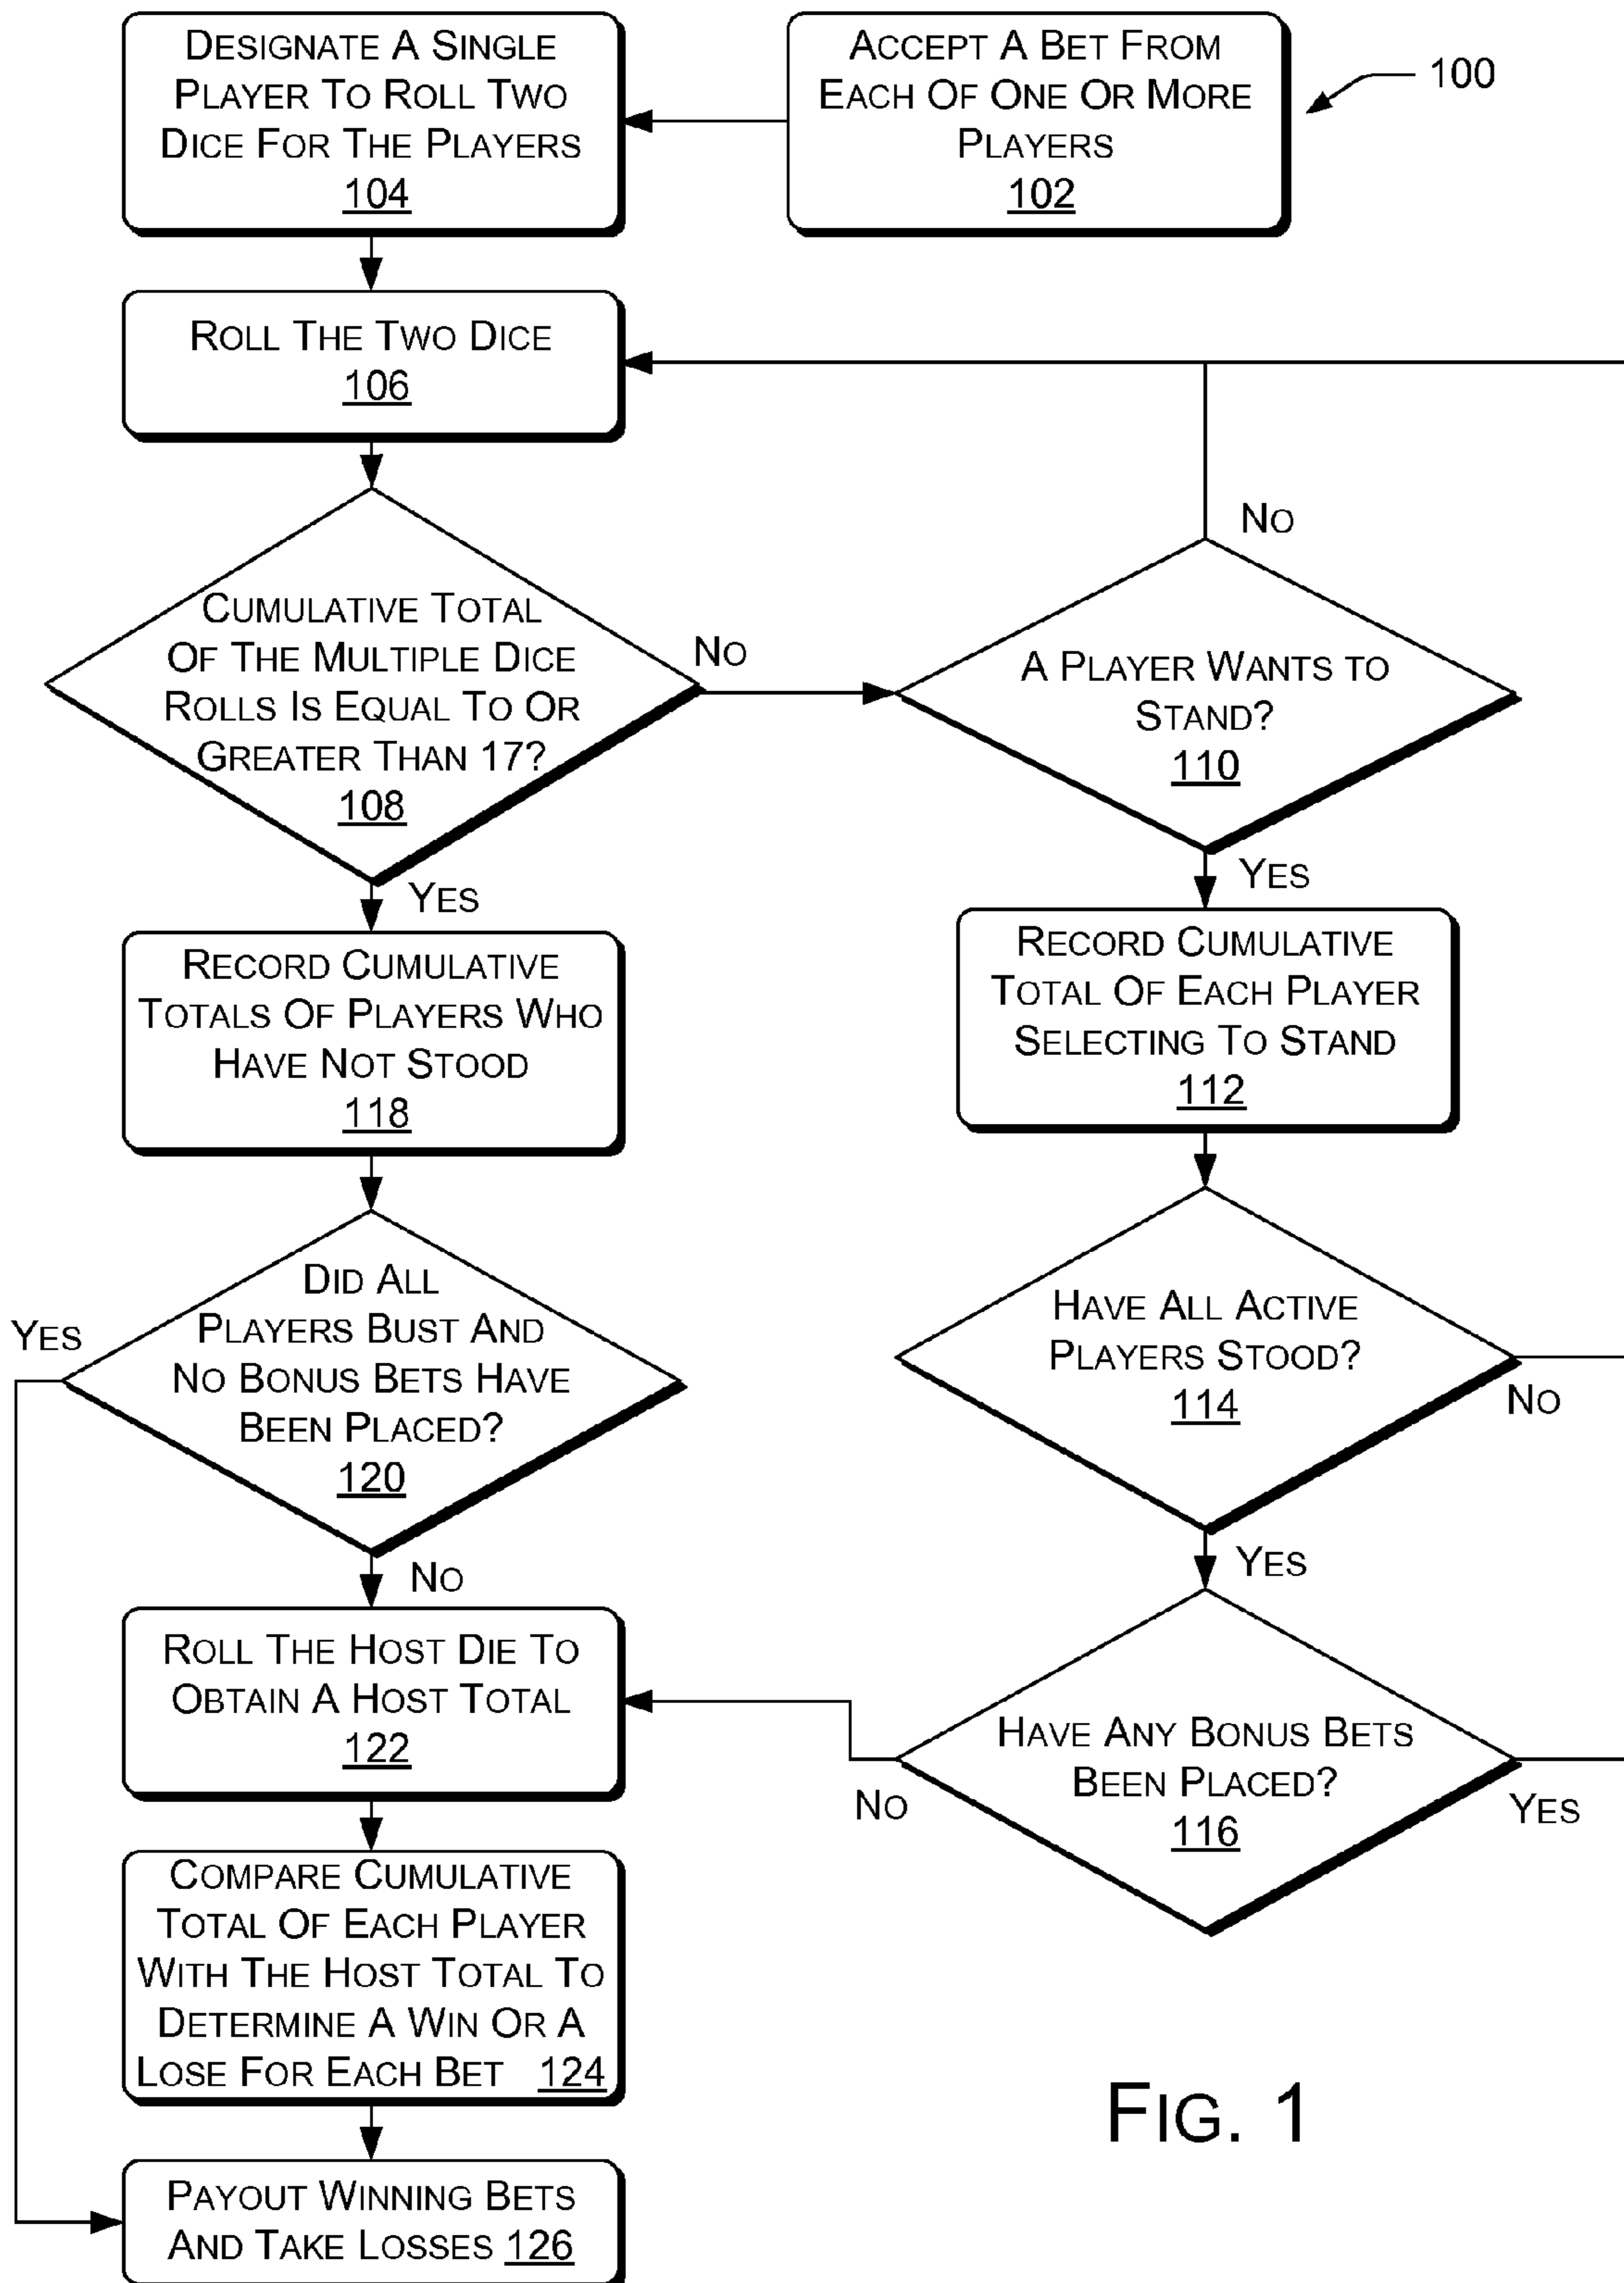 DESIGNATE A SINGLE
PLAYER TO ROLL TWO
DICE FOR THE PLAYERS
104
ACCEPT A BET FROM
EACH OF ONE OR MORE
PLAYERS
102
100
ROLL THE TWO DICE
106
CUMULATIVE TOTAL
OF THE MULTIPLE DICE
ROLLS IS EQUAL TO OR
GREATER THAN 17?
108
NO
NO
A PLAYER WANTS TO
STAND?
110
YES
YES
RECORD CUMULATIVE
TOTALS OF PLAYERS WHO
HAVE NOT STOOD
118
RECORD CUMULATIVE
TOTAL OF EACH PLAYER
SELECTING TO STAND
112
DID ALL
PLAYERS BUST AND
NO BONUS BETS HAVE
BEEN PLACED?
120
YES
NO
HAVE ALL ACTIVE
PLAYERS STOOD?
114
NO
YES
ROLL THE HOST DIE TO
OBTAIN A HOST TOTAL
122
HAVE ANY BONUS BETS
BEEN PLACED?
116
NO
YES
COMPARE CUMULATIVE
TOTAL OF EACH PLAYER
WITH THE HOST TOTAL TO
DETERMINE A WIN OR A
LOSE FOR EACH BET 124
PAYOUT WINNING BETS
AND TAKE LOSSES 126
FIG. 1